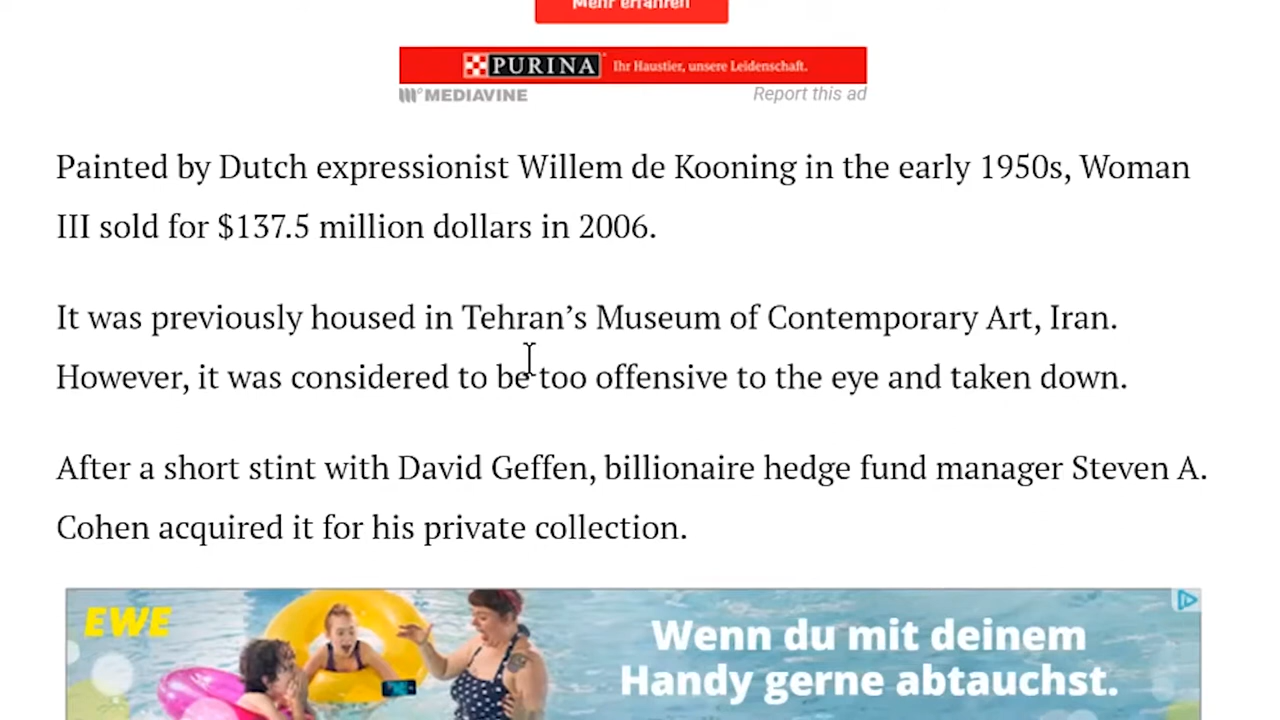 Mehr erfahren
PURINA Ihr Haustier, unsere Leidenschaft.
MEDIAVINE Report this ad
Painted by Dutch expressionist Willem de Kooning in the early 1950s, Woman
III sold for $137.5 million dollars in 2006.
It was previously housed in Tehran’s Museum of Contemporary Art, Iran.
However, it was considered to be too offensive to the eye and taken down.
After a short stint with David Geffen, billionaire hedge fund manager Steven A.
Cohen acquired it for his private collection.
EWE
Wenn du mit deinem
Handy gerne abtauchst.